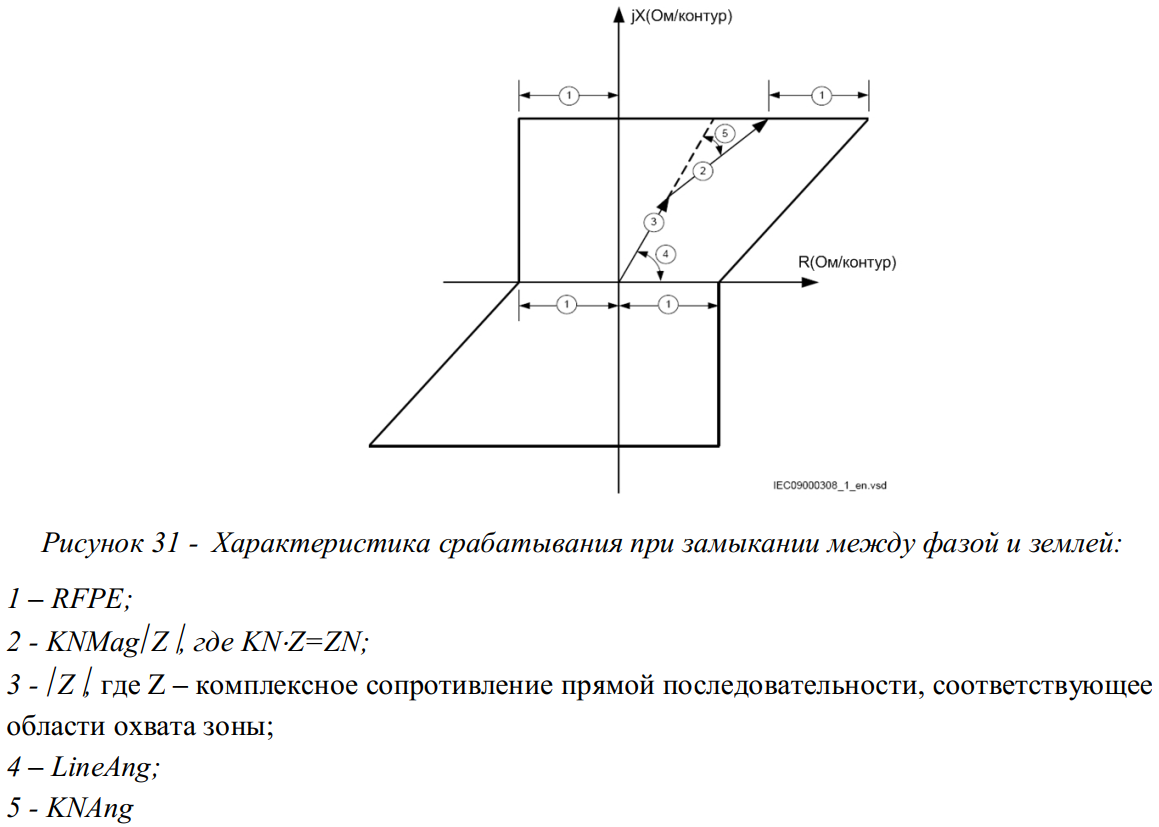 jX(Ом/контур)
1
1
5
2
3
4
R(Ом/контур)
1
1
IEC09000308_1_en.vsd
Рисунок 31 - Характеристика срабатывания при замыкании между фазой и землей:
1 – RFPE;
2 - KNMag|Z|, где KN·Z=ZN;
3 - |Z|, где Z – комплексное сопротивление прямой последовательности, соответствующее
области охвата зоны;
4 – LineAng;
5 - KNAng